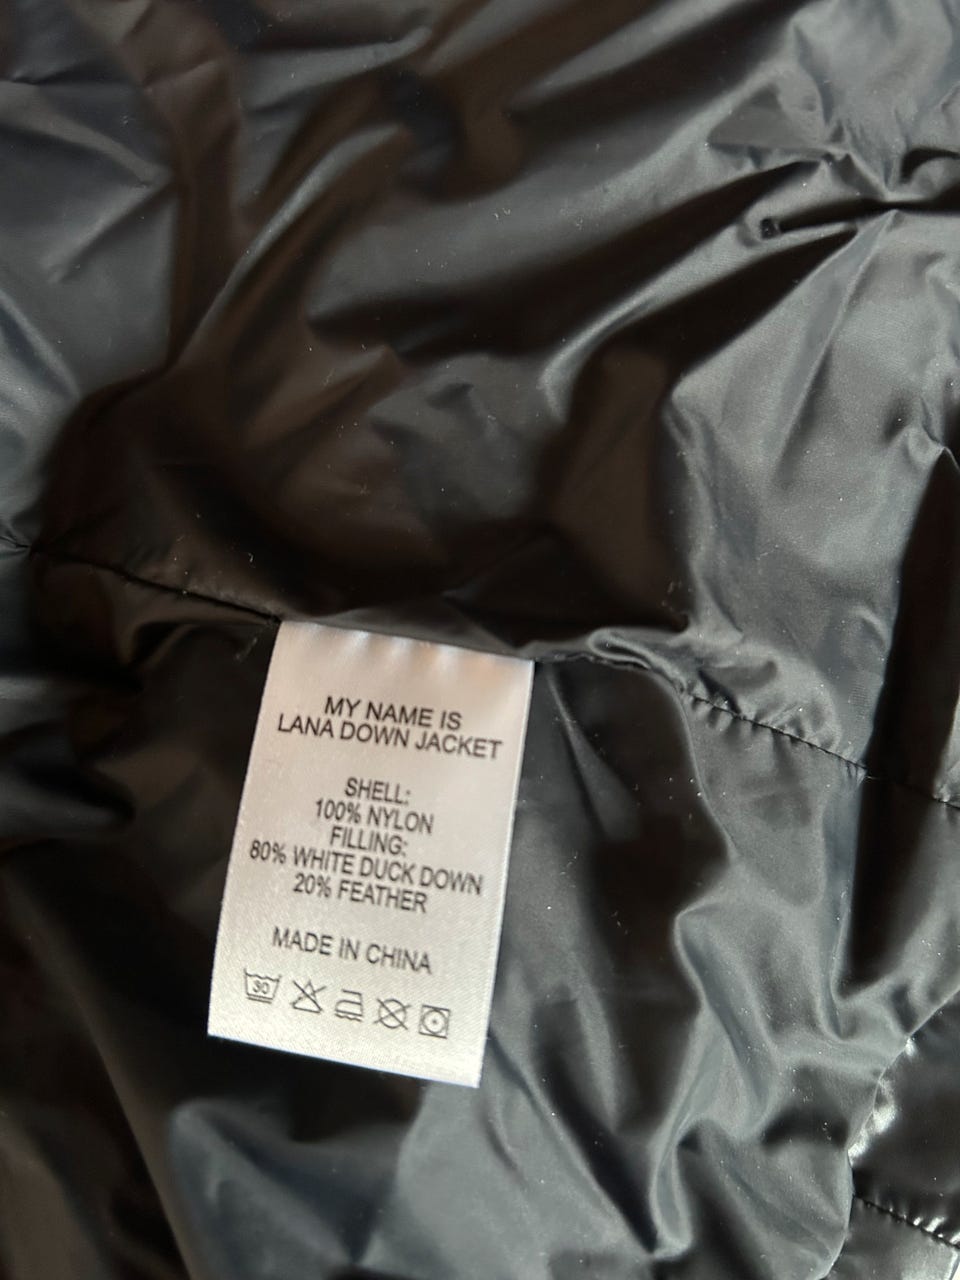 MY NAME IS
LANA DOWN JACKET
SHELL:
100% NYLON
FILLING:
80% WHITE DUCK DOWN
20% FEATHER
MADE IN CHINA
30